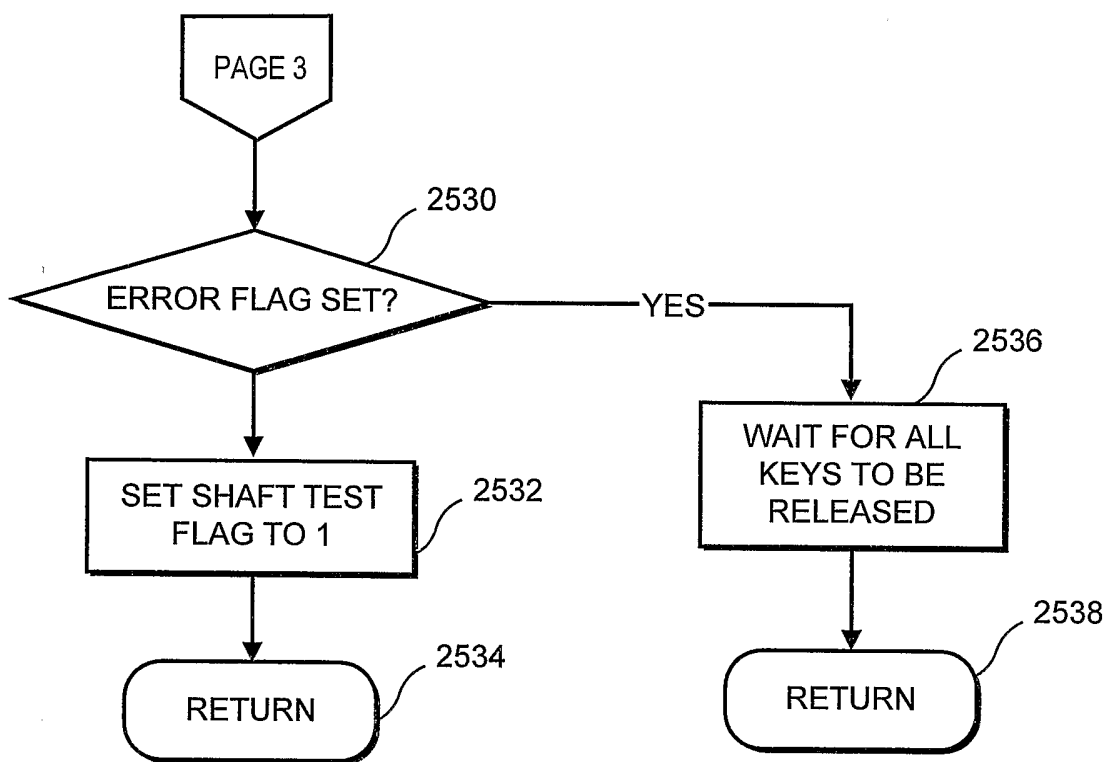 PAGE 3
2530
ERROR FLAG SET?
YES
2536
WAIT FOR ALL
KEYS TO BE
RELEASED
SET SHAFT TEST
FLAG TO 1
2532
2534
RETURN
2538
RETURN